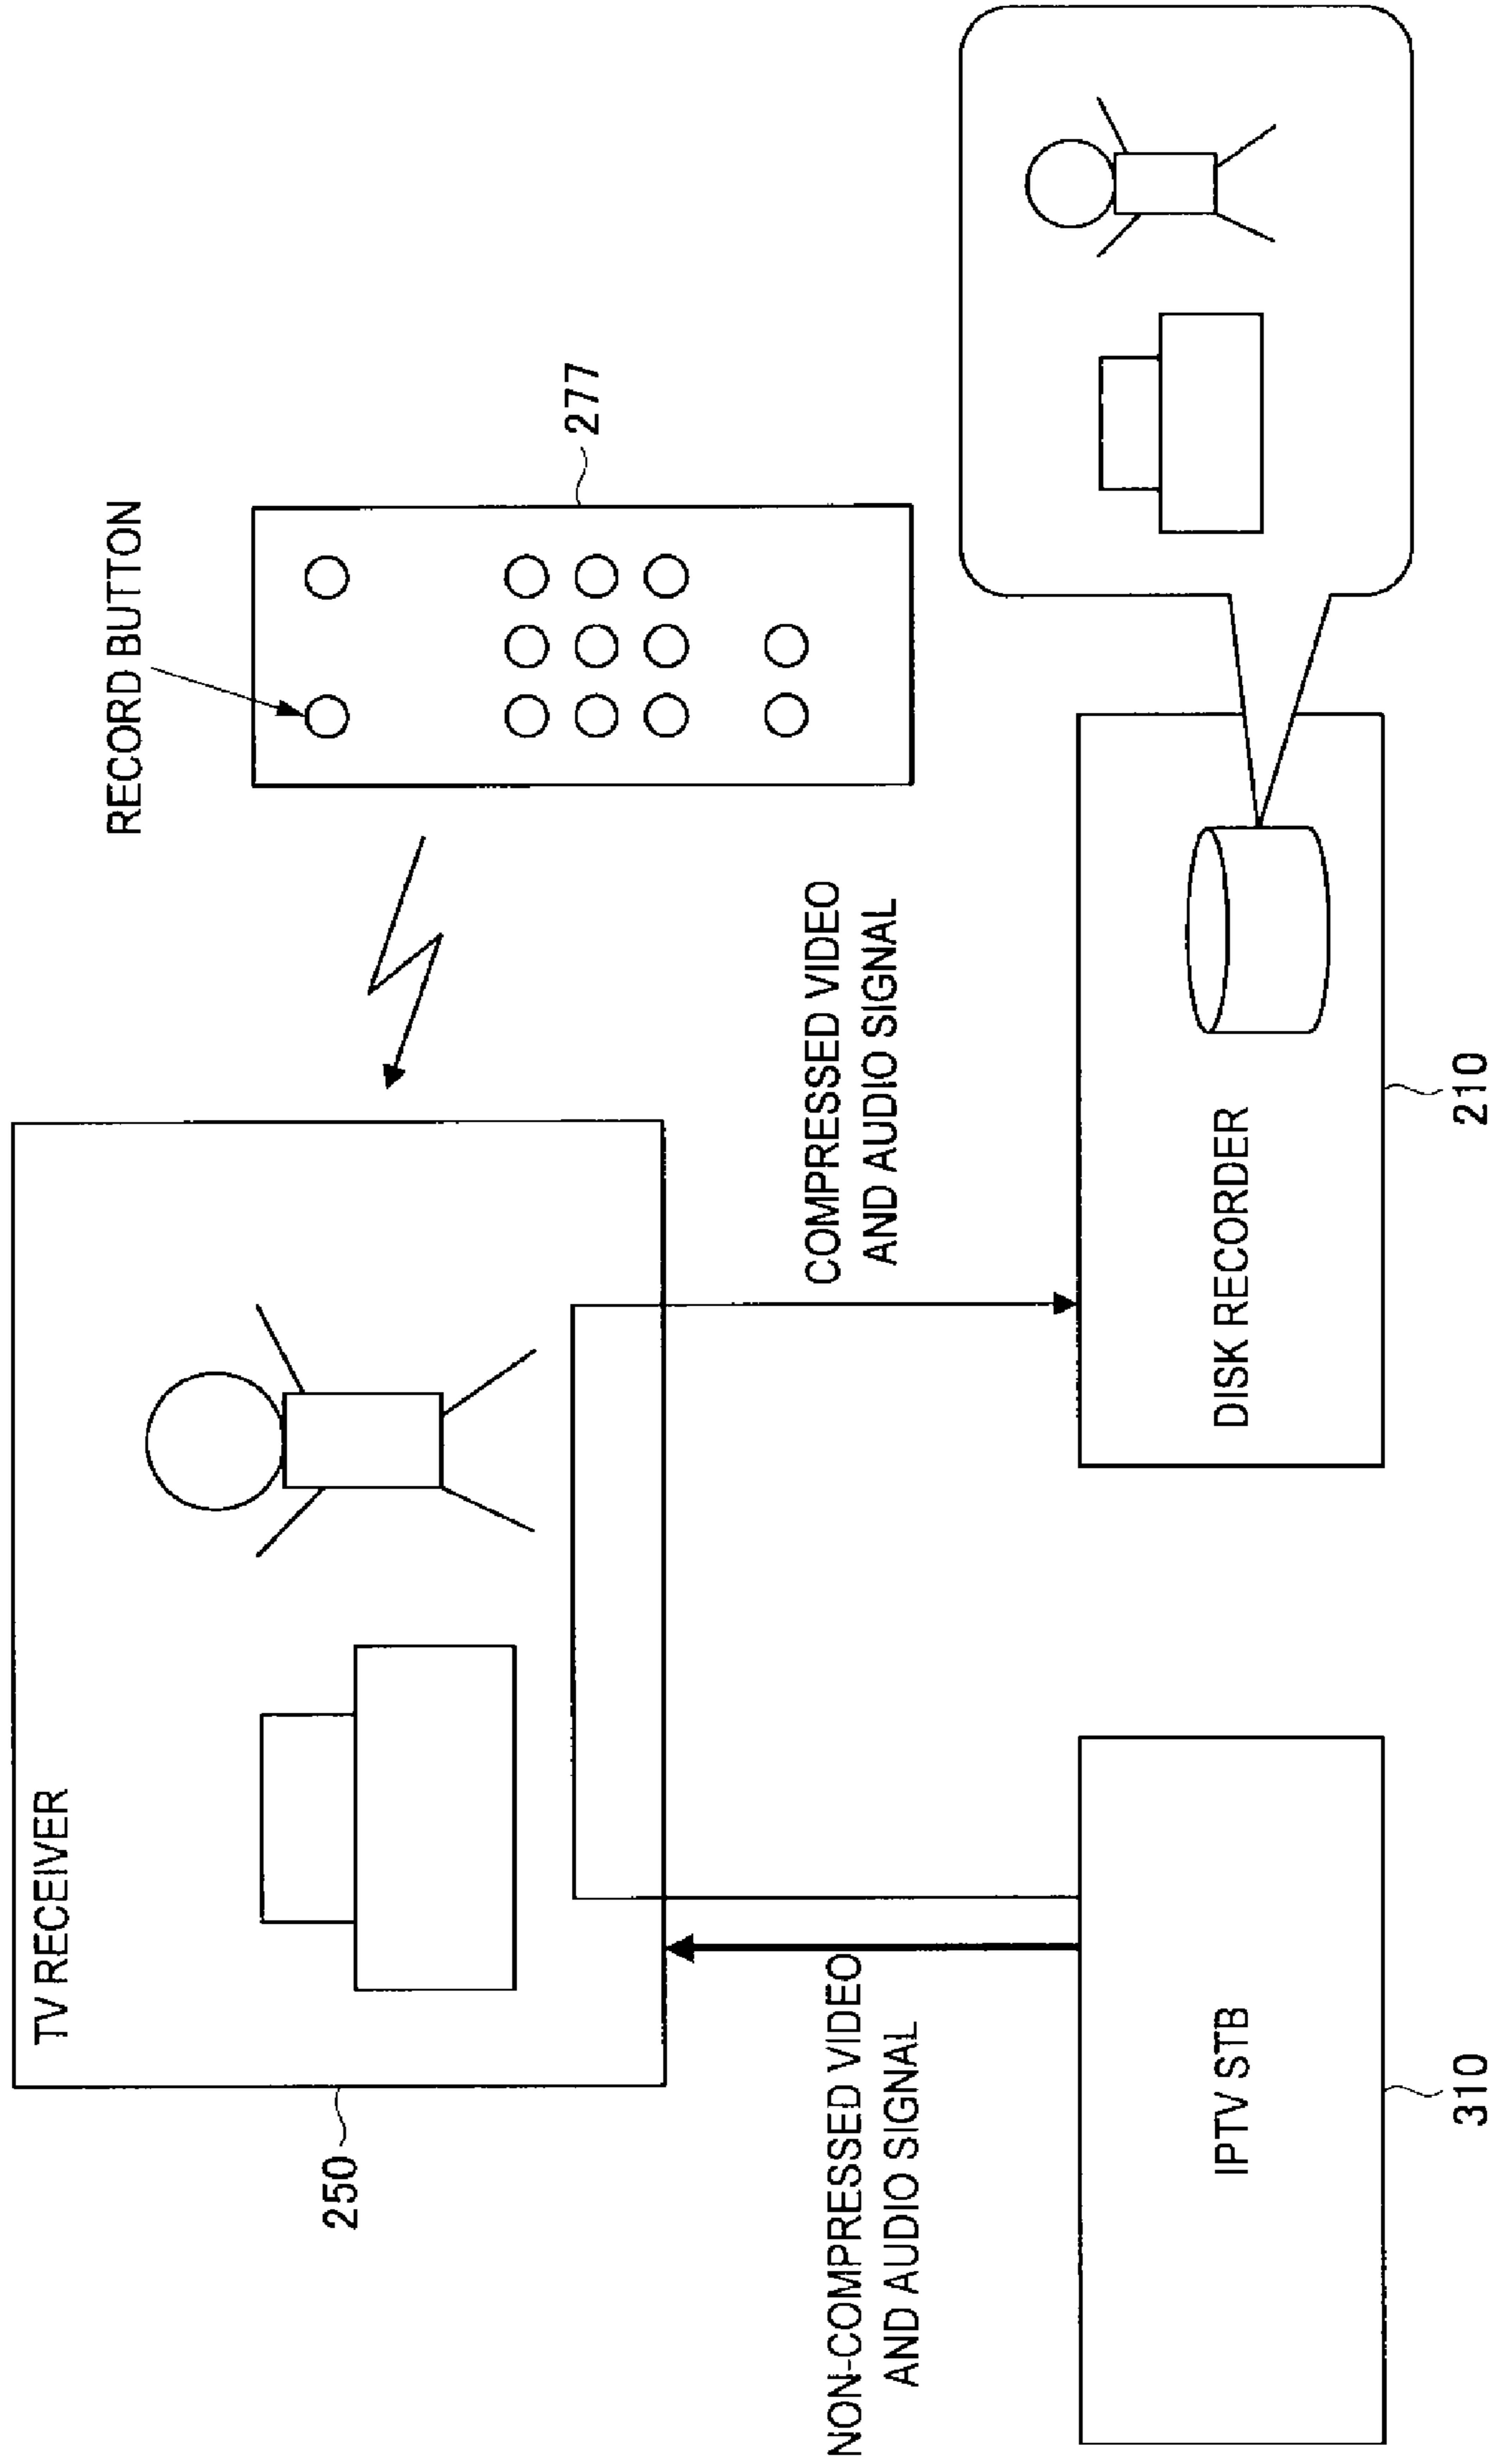 TV RECEIVER
250
RECORD BUTTON
277
NON-COMPRESSED VIDEO
AND AUDIO SIGNAL
COMPRESSED VIDEO
AND AUDIO SIGNAL
IPTV STB
310
DISK RECORDER
210